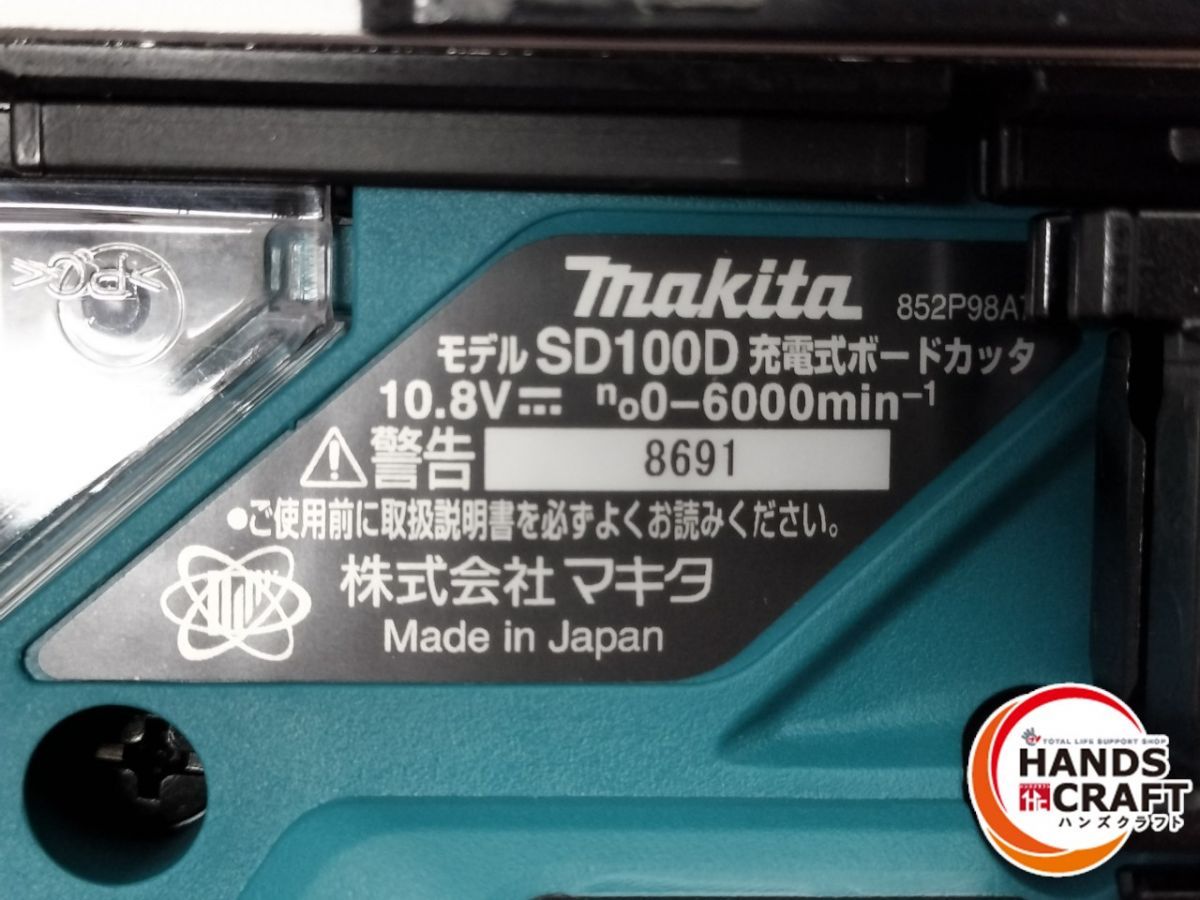 >PC<
makita 852P98A
モデル SD100D 充電式ボードカッタ
10.8V n₀0-6000min⁻¹
警告 8691
●ご使用前に取扱説明書を必ずよくお読みください。
株式会社マキタ
Made in Japan
TOTAL LIFE SUPPORT SHOP
HANDS
CRAFT
ハンズクラフト